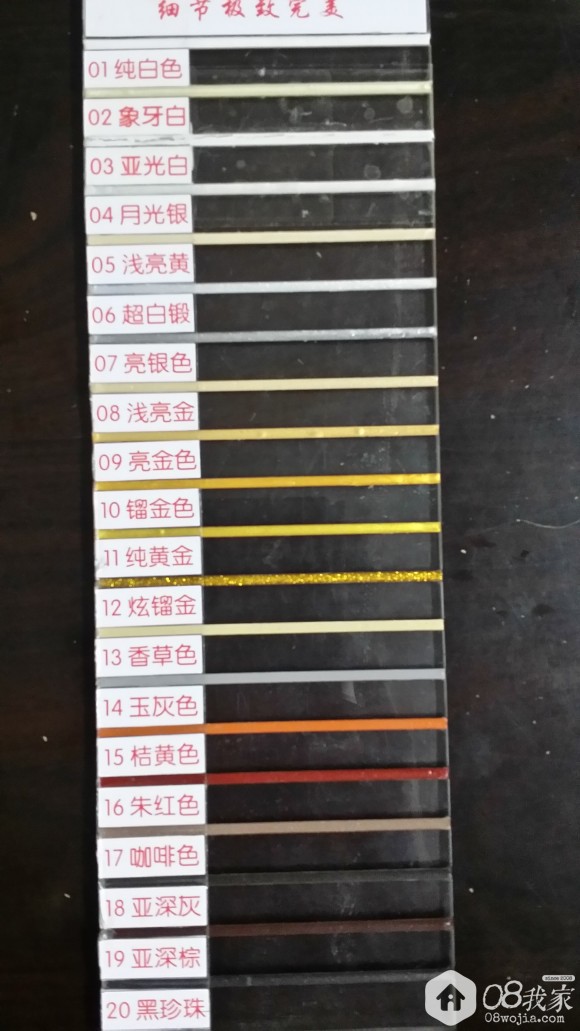 细节极致完美
01 纯白色
02 象牙白
03 亚光白
04 月光银
05 浅亮黄
06 超白锻
07 亮银色
08 浅亮金
09 亮金色
10 镏金色
11 纯黄金
12 炫镏金
13 香草色
14 玉灰色
15 桔黄色
16 朱红色
17 咖啡色
18 亚深灰
19 亚深棕
20 黑珍珠
since 2008
08我家
08wojia.com